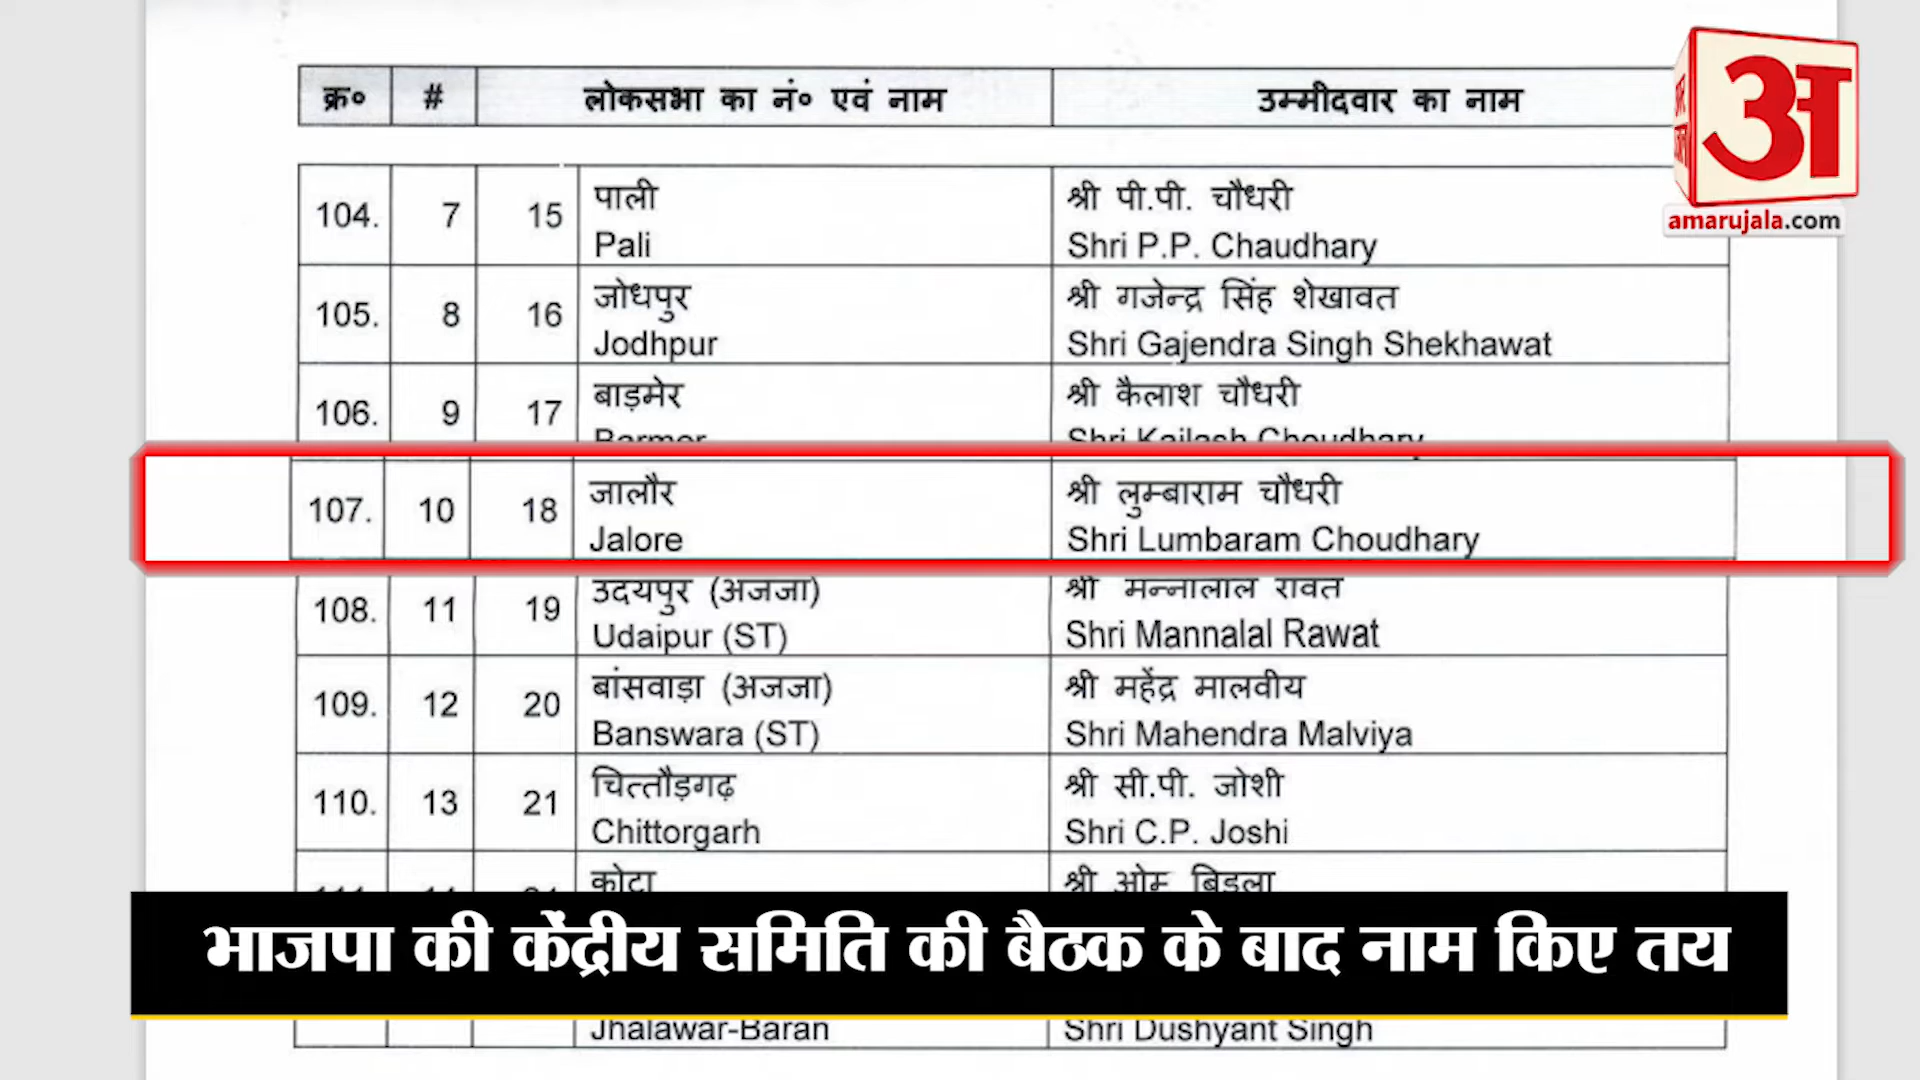 क्र० # लोकसभा का नं० एवं नाम उम्मीदवार का नाम
अ
amarujala.com
104. 7 15 पाली श्री पी.पी. चौधरी
Pali Shri P.P. Chaudhary
105. 8 16 जोधपुर श्री गजेन्द्र सिंह शेखावत
Jodhpur Shri Gajendra Singh Shekhawat
106. 9 17 बाड़मेर श्री कैलाश चौधरी
Barmer Shri Kailash Choudhary
107. 10 18 जालौर श्री लुम्बाराम चौधरी
Jalore Shri Lumbaram Choudhary
108. 11 19 उदयपुर (अजजा) श्री मन्नालाल रावत
Udaipur (ST) Shri Mannalal Rawat
109. 12 20 बांसवाड़ा (अजजा) श्री महेंद्र मालवीय
Banswara (ST) Shri Mahendra Malviya
110. 13 21 चित्तौड़गढ़ श्री सी.पी. जोशी
Chittorgarh Shri C.P. Joshi
कोटा श्री ओम बिड़ला
भाजपा की केंद्रीय समिति की बैठक के बाद नाम किए तय
Jhalawar-Baran Shri Dushyant Singh